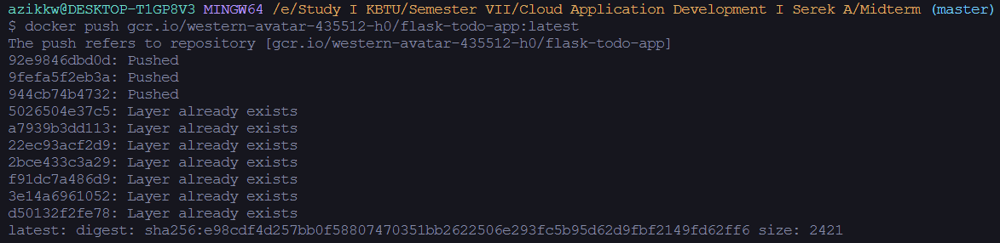 azikkw@DESKTOP-T1GP8V3 MINGW64 /e/Study I KBTU/Semester VII/Cloud Application Development I Serek A/Midterm (master)
$ docker push gcr.io/western-avatar-435512-h0/flask-todo-app:latest
The push refers to repository [gcr.io/western-avatar-435512-h0/flask-todo-app]
92e9846dbd0d: Pushed
9fefa5f2eb3a: Pushed
944cb74b4732: Pushed
5026504e37c5: Layer already exists
a7939b3dd113: Layer already exists
22ec93acf2d9: Layer already exists
2bce433c3a29: Layer already exists
f91dc7a486d9: Layer already exists
3e14a6961052: Layer already exists
d50132f2fe78: Layer already exists
latest: digest: sha256:e98cdf4d257bb0f58807470351bb2622506e293fc5b95d62d9fbf2149fd62ff6 size: 2421